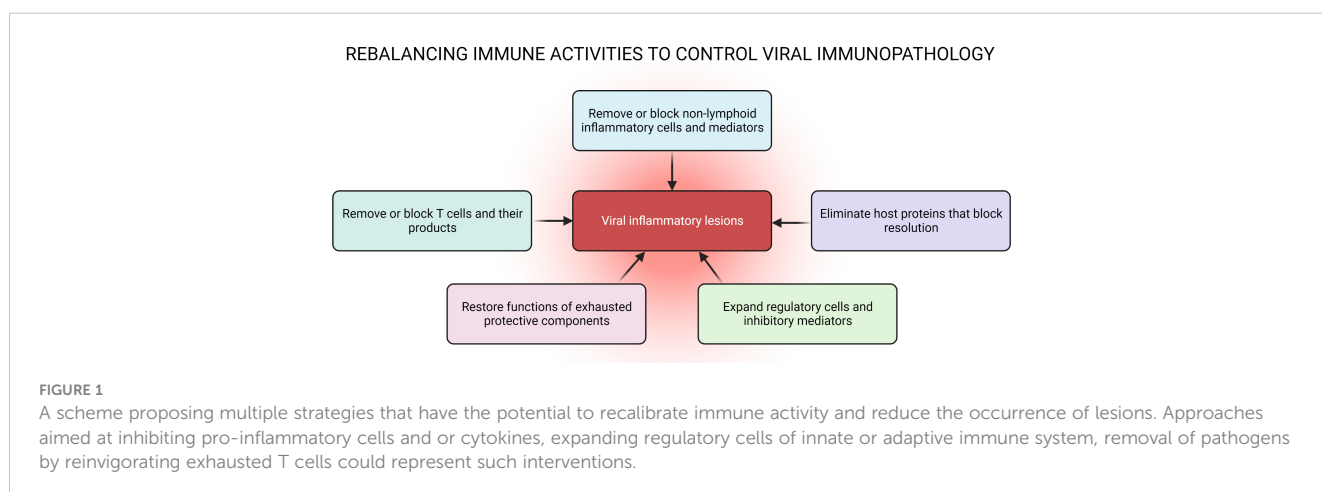 REBALANCING IMMUNE ACTIVITIES TO CONTROL VIRAL IMMUNOPATHOLOGY
Remove or block non-lymphoid
inflammatory cells and mediators
Remove or block T cells and their
products
Viral inflammatory lesions
Eliminate host proteins that block
resolution
Restore functions of exhausted
protective components
Expand regulatory cells and
inhibitory mediators
FIGURE 1
A scheme proposing multiple strategies that have the potential to recalibrate immune activity and reduce the occurrence of lesions. Approaches
aimed at inhibiting pro-inflammatory cells and or cytokines, expanding regulatory cells of innate or adaptive immune system, removal of pathogens
by reinvigorating exhausted T cells could represent such interventions.